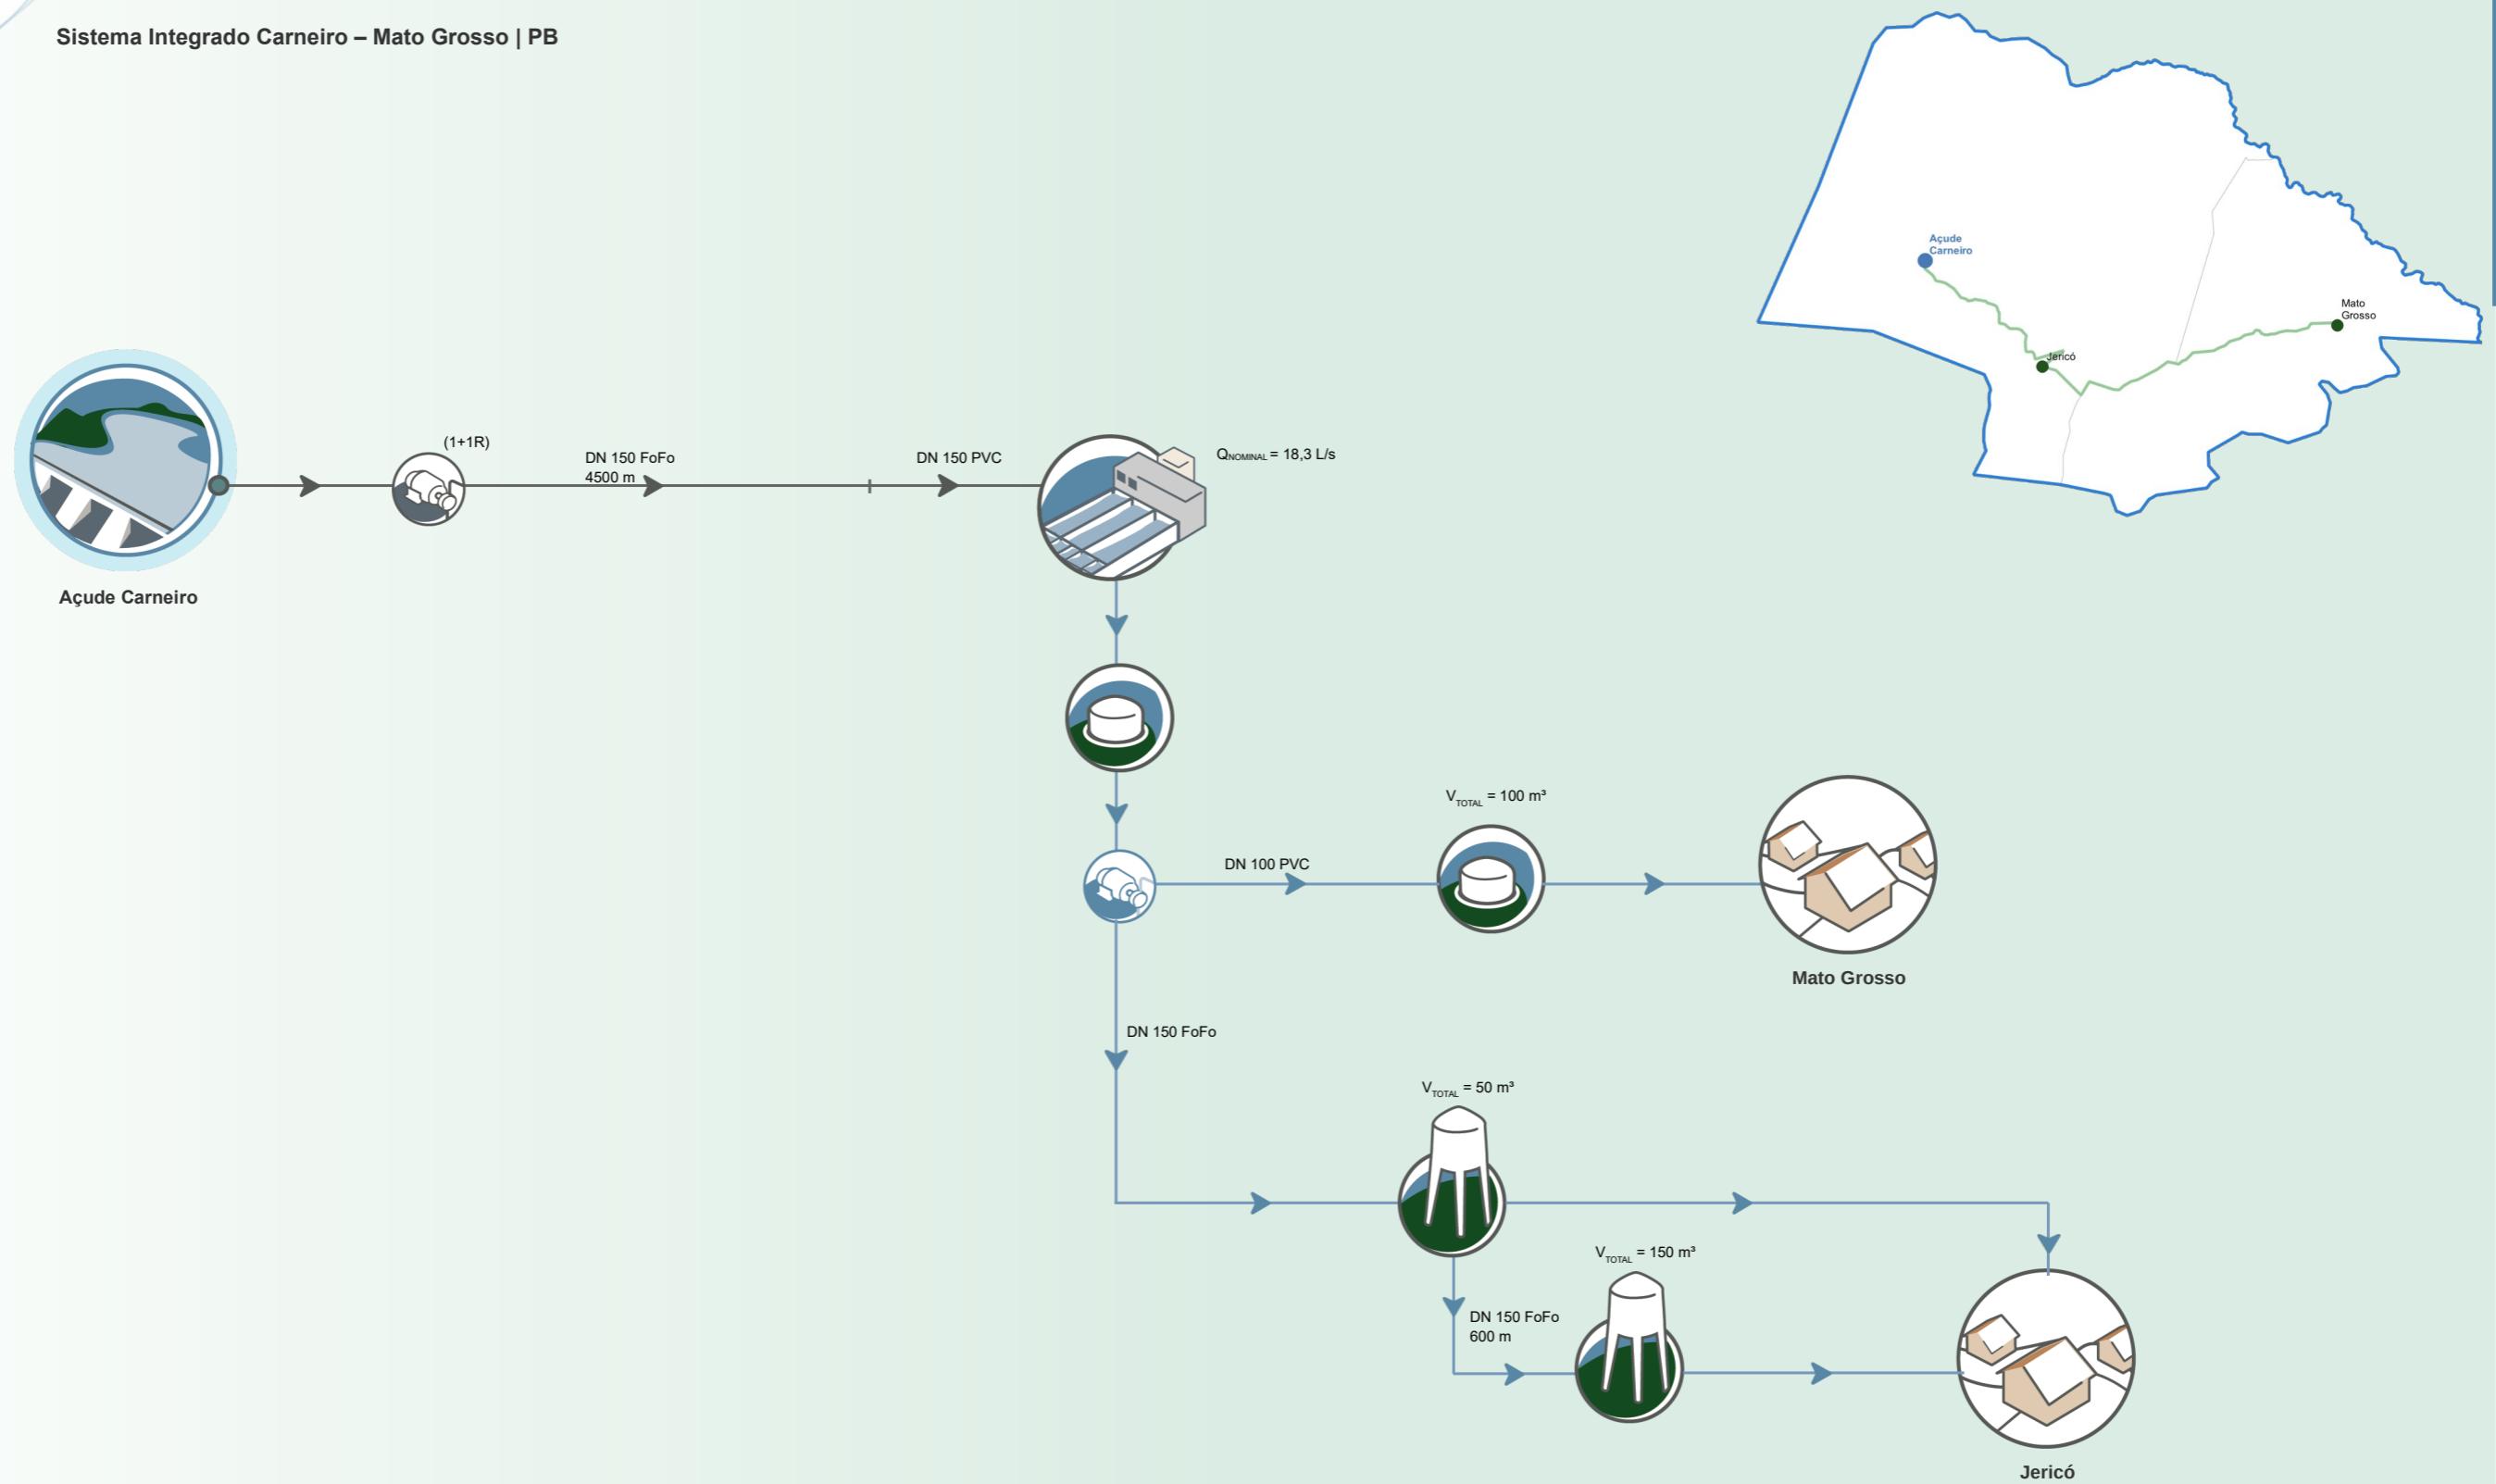 Sistema Integrado Carneiro – Mato Grosso | PB
Açude
Carneiro
Mato
Grosso
Jericó
(1+1R)
DN 150 FoFo
4500 m
DN 150 PVC
QNOMINAL = 18,3 L/s
Açude Carneiro
VTOTAL = 100 m³
DN 100 PVC
Mato Grosso
DN 150 FoFo
VTOTAL = 50 m³
VTOTAL = 150 m³
DN 150 FoFo
600 m
Jericó